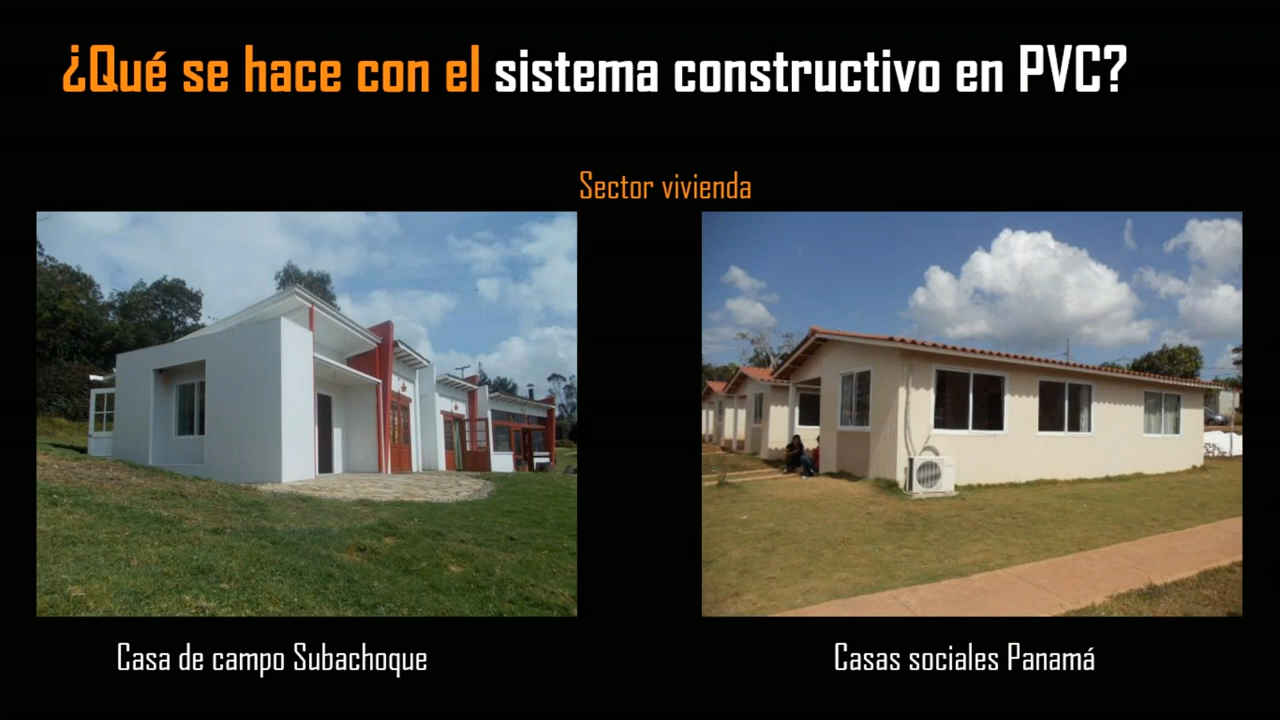 ¿Qué se hace con el sistema constructivo en PVC?
Sector vivienda
Casa de campo Subachoque
Casas sociales Panamá